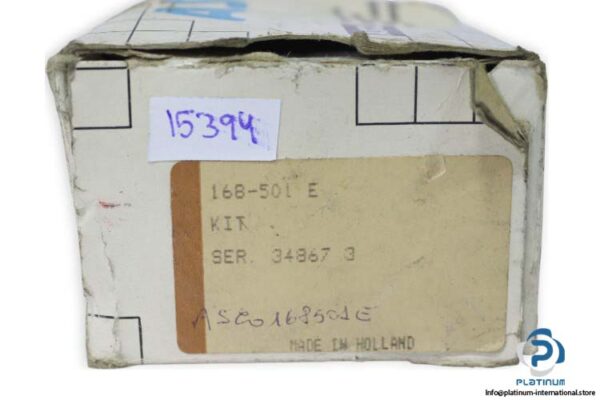 15394
168-501 E
KIT
SER. 34867 3
ASCO168501E
MADE IN HOLLAND
PLATINUM
Info@platinum-international.store